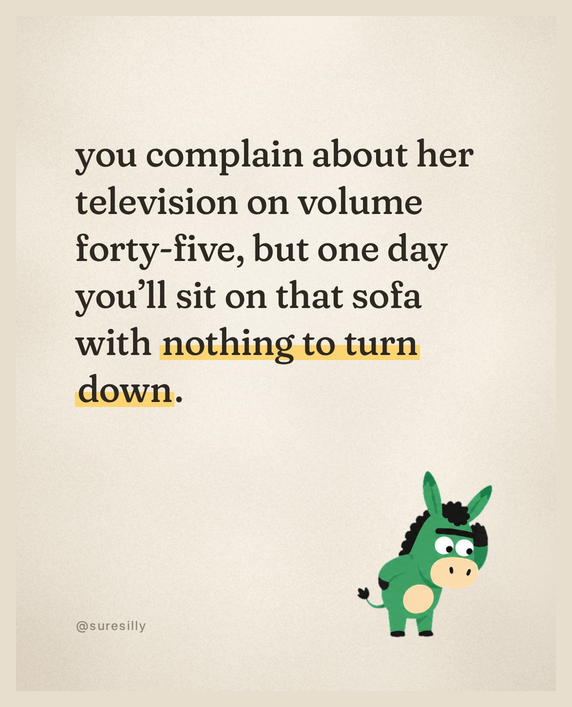 you complain about her
television on volume
forty-five, but one day
you’ll sit on that sofa
with nothing to turn
down.
@suresilly